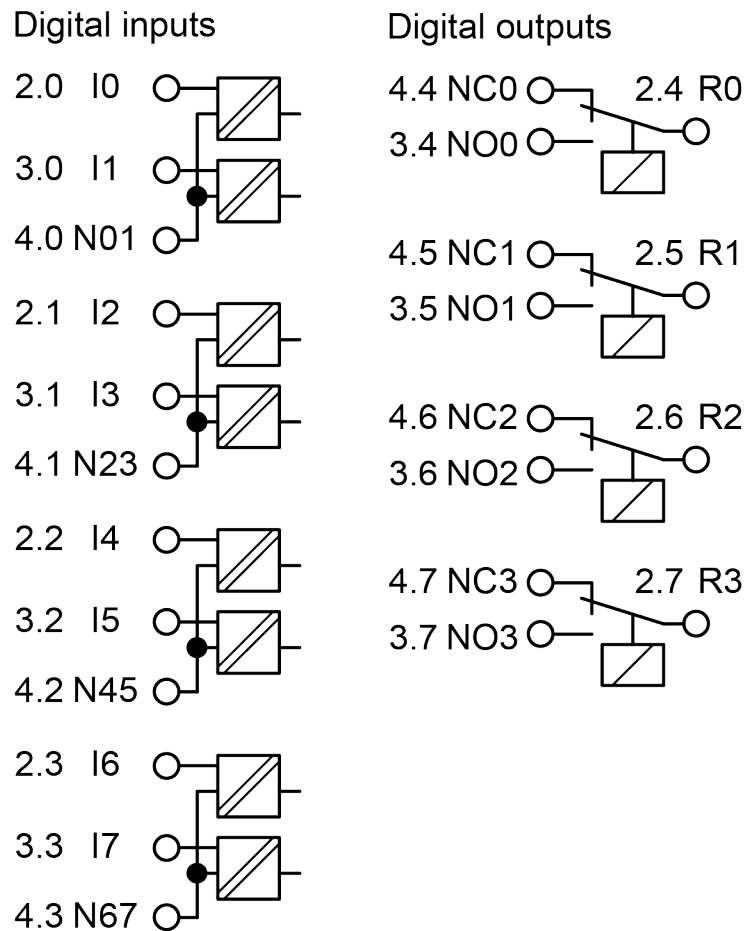 Digital inputs
2.0 I0
3.0 I1
4.0 N01
2.1 I2
3.1 I3
4.1 N23
2.2 I4
3.2 I5
4.2 N45
2.3 I6
3.3 I7
4.3 N67
Digital outputs
4.4 NC0 2.4 R0
3.4 NO0
4.5 NC1 2.5 R1
3.5 NO1
4.6 NC2 2.6 R2
3.6 NO2
4.7 NC3 2.7 R3
3.7 NO3